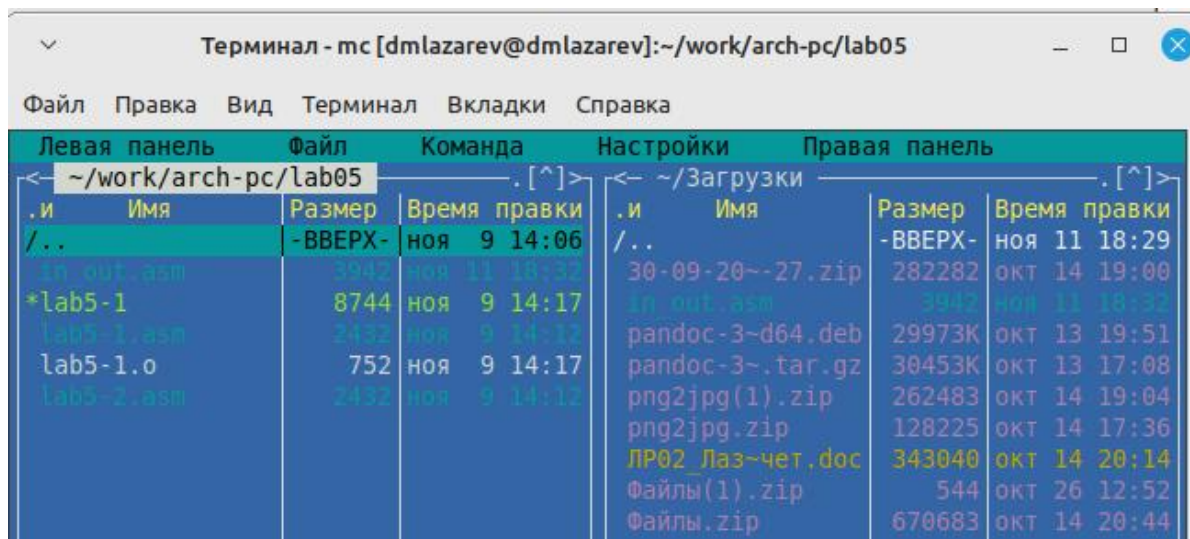 Терминал - mc [dmlazarev@dmlazarev]:~/work/arch-pc/lab05
Файл Правка Вид Терминал Вкладки Справка
Левая панель Файл Команда Настройки Правая панель
<- ~/work/arch-pc/lab05 .[^]>
.и Имя Размер Время правки
/.. -ВВЕРХ- ноя 9 14:06
in_out.asm 3942 ноя 11 18:32
*lab5-1 8744 ноя 9 14:17
lab5-1.asm 2432 ноя 9 14:12
lab5-1.o 752 ноя 9 14:17
lab5-2.asm 2432 ноя 9 14:12
<- ~/Загрузки .[^]>
.и Имя Размер Время правки
/.. -ВВЕРХ- ноя 11 18:29
30-09-20~-27.zip 282282 окт 14 19:00
in_out.asm 3942 ноя 11 18:32
pandoc-3~d64.deb 29973K окт 13 19:51
pandoc-3~.tar.gz 30453K окт 13 17:08
png2jpg(1).zip 262483 окт 14 19:04
png2jpg.zip 128225 окт 14 17:36
ЛР02_Лаз~чет.doc 343040 окт 14 20:14
Файлы(1).zip 544 окт 26 12:52
Файлы.zip 670683 окт 14 20:44